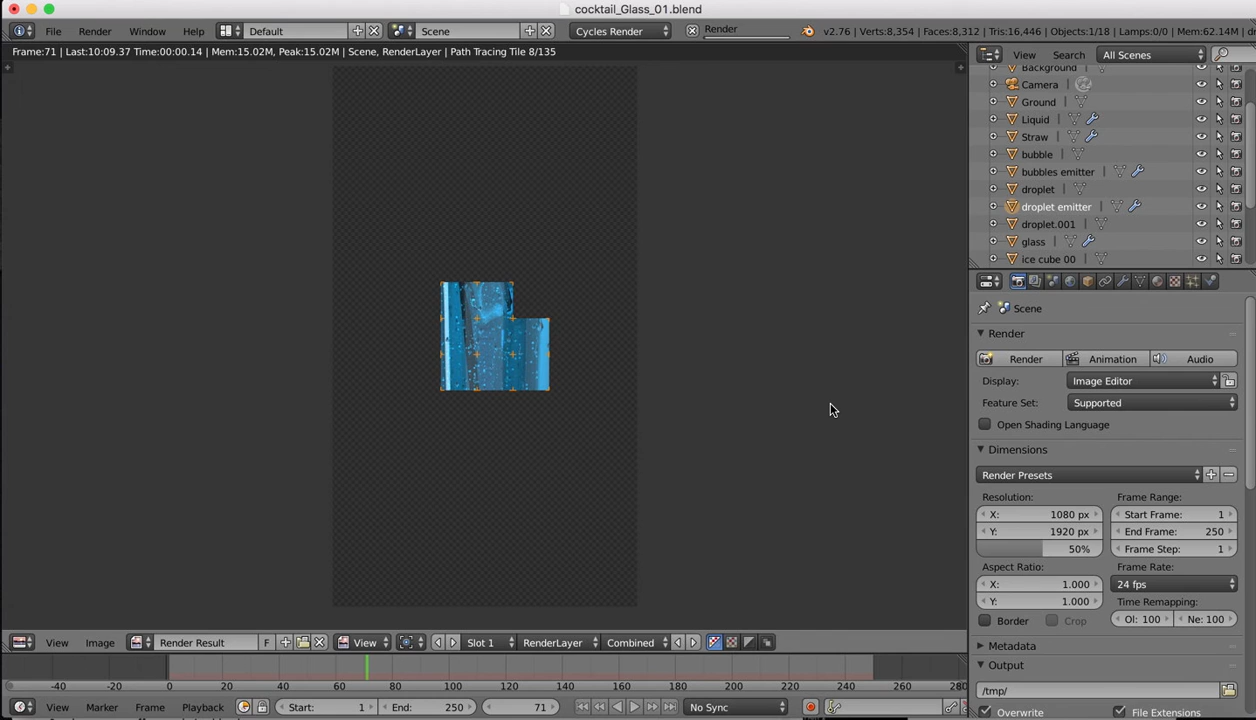 cocktail_Glass_01.blend
File Render Window Help Default Scene Cycles Render Render v2.76 | Verts:8,354 | Faces:8,312 | Tris:16,446 | Objects:1/18 | Lamps:0/0 | Mem:62.14M | dr
Frame:71 | Last:10:09.37 Time:00:00.14 | Mem:15.02M, Peak:15.02M | Scene, RenderLayer | Path Tracing Tile 8/135
View Search All Scenes
Background
Camera
Ground
Liquid
Straw
bubble
bubbles emitter
droplet
droplet emitter
droplet.001
glass
ice cube 00
Scene
Render
Render Animation Audio
Display: Image Editor
Feature Set: Supported
Open Shading Language
Dimensions
Render Presets
Resolution: Frame Range:
X: 1080 px Start Frame: 1
Y: 1920 px End Frame: 250
50% Frame Step: 1
Aspect Ratio: Frame Rate:
X: 1.000 24 fps
Y: 1.000 Time Remapping:
Border Crop Ol: 100 Ne: 100
Metadata
Output
/tmp/
Overwrite File Extensions
View Image Render Result F View Slot 1 RenderLayer Combined
-40 -20 0 20 40 60 80 100 120 140 160 180 200 220 240 260 280
View Marker Frame Playback Start: 1 End: 250 71 No Sync